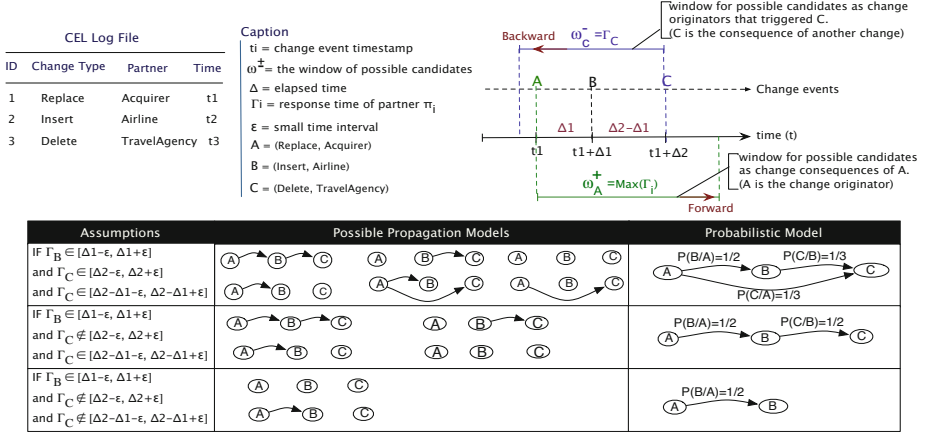 CEL Log File
ID Change Type Partner Time
1 Replace Acquirer t1
2 Insert Airline t2
3 Delete TravelAgency t3
Caption
ti = change event timestamp
ω± = the window of possible candidates
Δ = elapsed time
Γi = response time of partner πi
ε = small time interval
A = (Replace, Acquirer)
B = (Insert, Airline)
C = (Delete, TravelAgency)
window for possible candidates as change
originators that triggered C.
(C is the consequence of another change)
Backward ω-C = ΓC
A B C
Change events
Δ1 Δ2-Δ1
time (t)
t1 t1+Δ1 t1+Δ2
window for possible candidates
as change consequences of A.
(A is the change originator)
ω+A =Max(Γi)
Forward
Assumptions Possible Propagation Models Probabilistic Model
IF ΓB ∈ [Δ1-ε, Δ1+ε]
and ΓC ∈ [Δ2-ε, Δ2+ε]
and ΓC ∈ [Δ2-Δ1-ε, Δ2-Δ1+ε]
A B C A B C A B C
A B C A B C A B C
P(B/A)=1/2 P(C/B)=1/3
A B C
P(C/A)=1/3
IF ΓB ∈ [Δ1-ε, Δ1+ε]
and ΓC ∉ [Δ2-ε, Δ2+ε]
and ΓC ∈ [Δ2-Δ1-ε, Δ2-Δ1+ε]
A B C A B C
A B C A B C
P(B/A)=1/2 P(C/B)=1/2
A B C
IF ΓB ∈ [Δ1-ε, Δ1+ε]
and ΓC ∉ [Δ2-ε, Δ2+ε]
and ΓC ∉ [Δ2-Δ1-ε, Δ2-Δ1+ε]
A B C
A B C
P(B/A)=1/2
A B